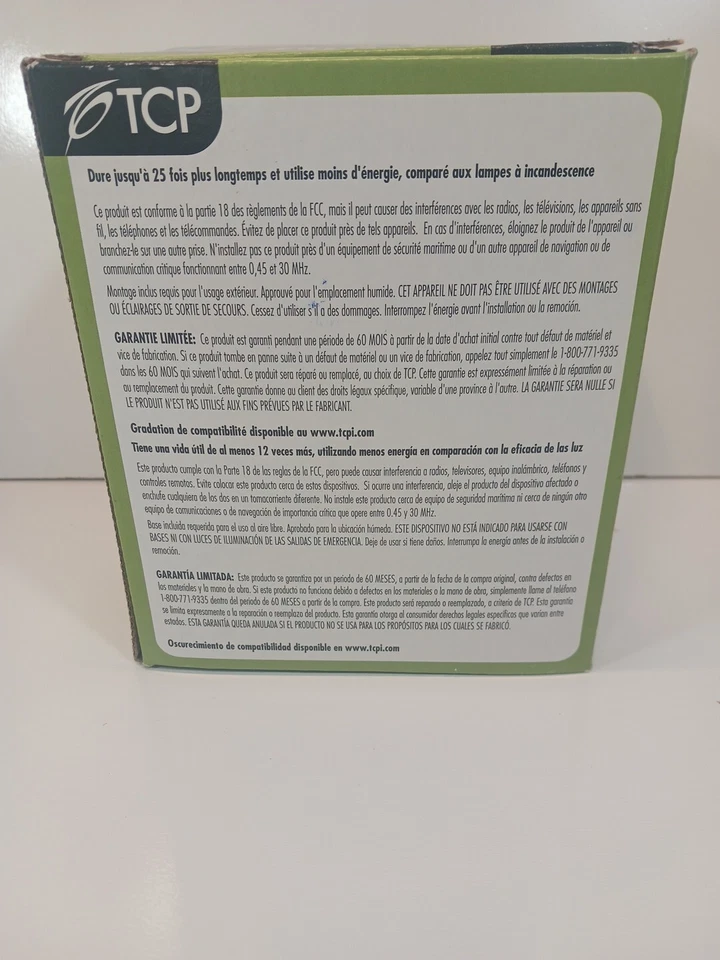 TCP
Dure jusqu'à 25 fois plus longtemps et utilise moins d'énergie, comparé aux lampes à incandescence
Ce produit est conforme à la partie 18 des règlements de la FCC, mais il peut causer des interférences avec les radios, les télévisions, les appareils sans
fil, les téléphones et les télécommandes. Évitez de placer ce produit près de tels appareils. En cas d'interférences, éloignez le produit de l'appareil ou
branchez-le sur une autre prise. N'installez pas ce produit près d'un équipement de sécurité maritime ou d'un autre appareil de navigation ou de
communication critique fonctionnant entre 0,45 et 30 MHz.
Montage inclus requis pour l'usage extérieur. Approuvé pour l'emplacement humide. CET APPAREIL NE DOIT PAS ÊTRE UTILISÉ AVEC DES MONTAGES
OU ÉCLAIRAGES DE SORTIE DE SECOURS. Cessez d'utiliser s'il a des dommages. Interrompez l'énergie avant l'installation ou la removal.
GARANTIE LIMITÉE: Ce produit est garanti pendant une période de 60 MOIS à partir de la date d'achat initial contre tout défaut de matériel et
vice de fabrication. Si ce produit tombe en panne suite à un défaut de matériel ou un vice de fabrication, appelez tout simplement le 1-800-771-9335
dans les 60 MOIS qui suivent l'achat. Ce produit sera réparé ou remplacé, au choix de TCP. Cette garantie est expressément limitée à la réparation ou
au remplacement du produit. Cette garantie donne au client des droits légaux spécifique, variable d'une province à l'autre. LA GARANTIE SERA NULLE SI
LE PRODUIT N'EST PAS UTILISÉ AUX FINS PRÉVUES PAR LE FABRICANT.
Gradation de compatibilité disponible au www.tcpi.com
Tiene una vida útil de al menos 12 veces más, utilizando menos energía en comparación con la eficacia de las luz
Este producto cumple con la Parte 18 de las reglas de la FCC, pero puede causar interferencia a radios, televisores, equipo inalámbrico, teléfonos y
controles remotos. Evite colocar este producto cerca de estos dispositivos. Si ocurre una interferencia, aleje el producto del dispositivo afectado o
enchufe cualquiera de los dos en un tomacorriente diferente. No instale este producto cerca de equipo de seguridad marítima ni cerca de ningún otro
equipo de comunicaciones o de navegación de importancia crítica que opere entre 0.45 y 30 MHz.
Base incluida requerida para el uso al aire libre. Aprobado para la ubicación húmeda. ESTE DISPOSITIVO NO ESTÁ INDICADO PARA USARSE CON
BASES NI CON LUCES DE ILUMINACIÓN DE LAS SALIDAS DE EMERGENCIA. Deje de usar si tiene daños. Interrumpa la energía antes de la instalación o
remoción.
GARANTÍA LIMITADA: Este producto se garantiza por un periodo de 60 MESES, a partir de la fecha de la compra original, contra defectos en
los materiales y la mano de obra. Si este producto no funciona debido a defectos en los materiales o la mano de obra, simplemente llame al teléfono
1-800-771-9335 dentro del periodo de 60 MESES a partir de la compra. Este producto será reparado o reemplazado, a criterio de TCP. Esta garantía
se limita expresamente a la reparación o reemplazo del producto. Esta garantía otorga al consumidor derechos legales específicos que varían entre
estados. ESTA GARANTÍA QUEDA ANULADA SI EL PRODUCTO NO SE USA PARA LOS PROPÓSITOS PARA LOS CUALES SE FABRICÓ.
Oscurecimiento de compatibilidad disponible en www.tcpi.com